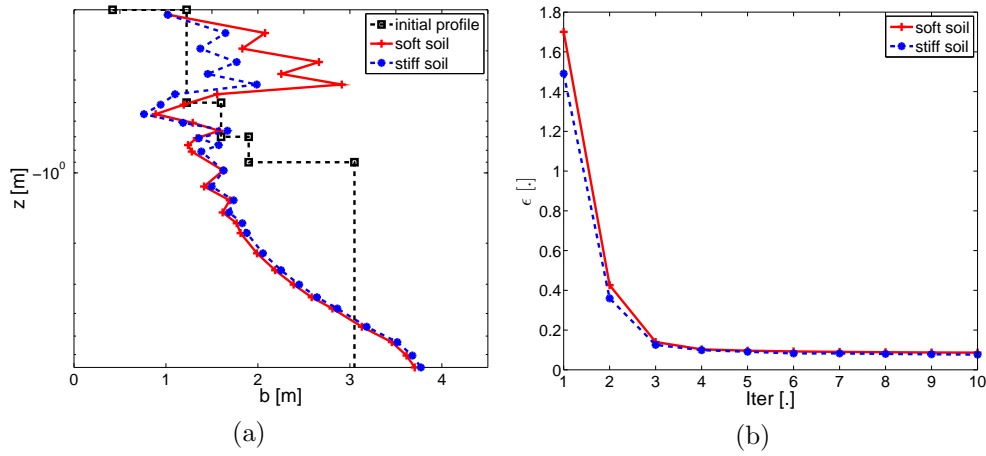 initial profile
soft soil
stiff soil
z [m]
−10^0
0
1
2
3
4
b [m]
(a)
1.8
1.6
1.4
1.2
1
0.8
0.6
0.4
0.2
0
ϵ [.]
soft soil
stiff soil
1
2
3
4
5
6
7
8
9
10
Iter [.]
(b)